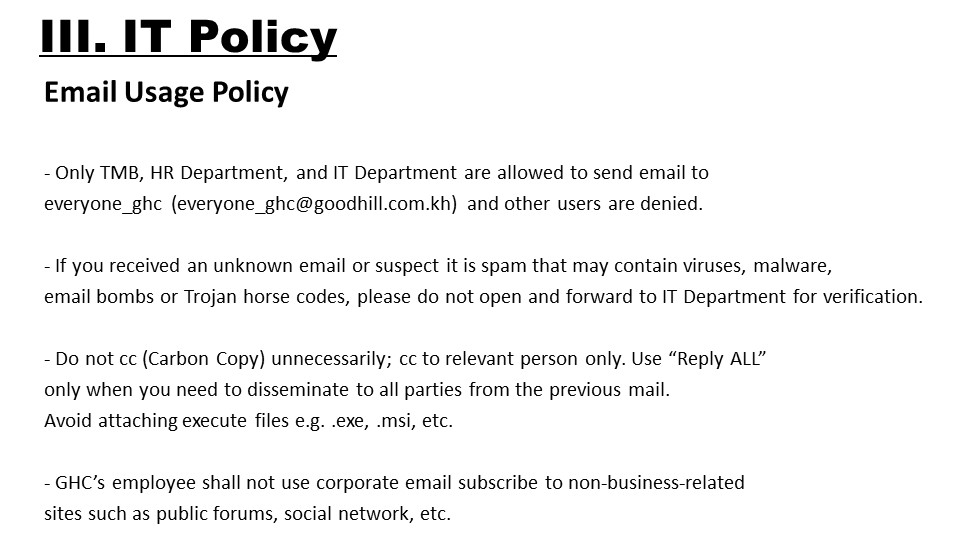 III. IT Policy
Email Usage Policy
- Only TMB, HR Department, and IT Department are allowed to send email to
everyone_ghc (everyone_ghc@goodhill.com.kh) and other users are denied.
- If you received an unknown email or suspect it is spam that may contain viruses, malware,
email bombs or Trojan horse codes, please do not open and forward to IT Department for verification.
- Do not cc (Carbon Copy) unnecessarily; cc to relevant person only. Use “Reply ALL”
only when you need to disseminate to all parties from the previous mail.
Avoid attaching execute files e.g. .exe, .msi, etc.
- GHC’s employee shall not use corporate email subscribe to non-business-related
sites such as public forums, social network, etc.